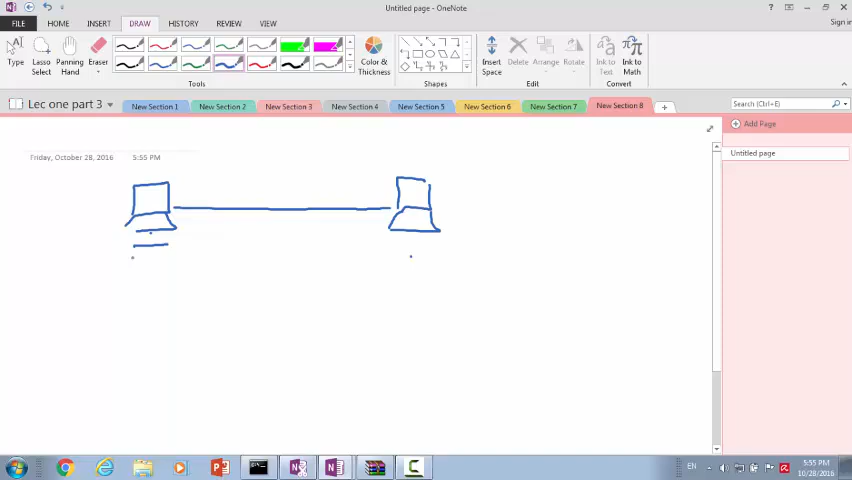 Untitled page - OneNote
FILE HOME INSERT DRAW HISTORY REVIEW VIEW
Sign in
Type
Lasso Select
Panning Hand
Eraser
Color & Thickness
Insert Space
Delete
Arrange
Rotate
Ink to Text
Ink to Math
Tools
Shapes
Edit
Convert
Lec one part 3
New Section 1 New Section 2 New Section 3 New Section 4 New Section 5 New Section 6 New Section 7 New Section 8
Search (Ctrl+E)
Add Page
Untitled page
Friday, October 28, 2016 5:55 PM
EN
5:55 PM
10/28/2016